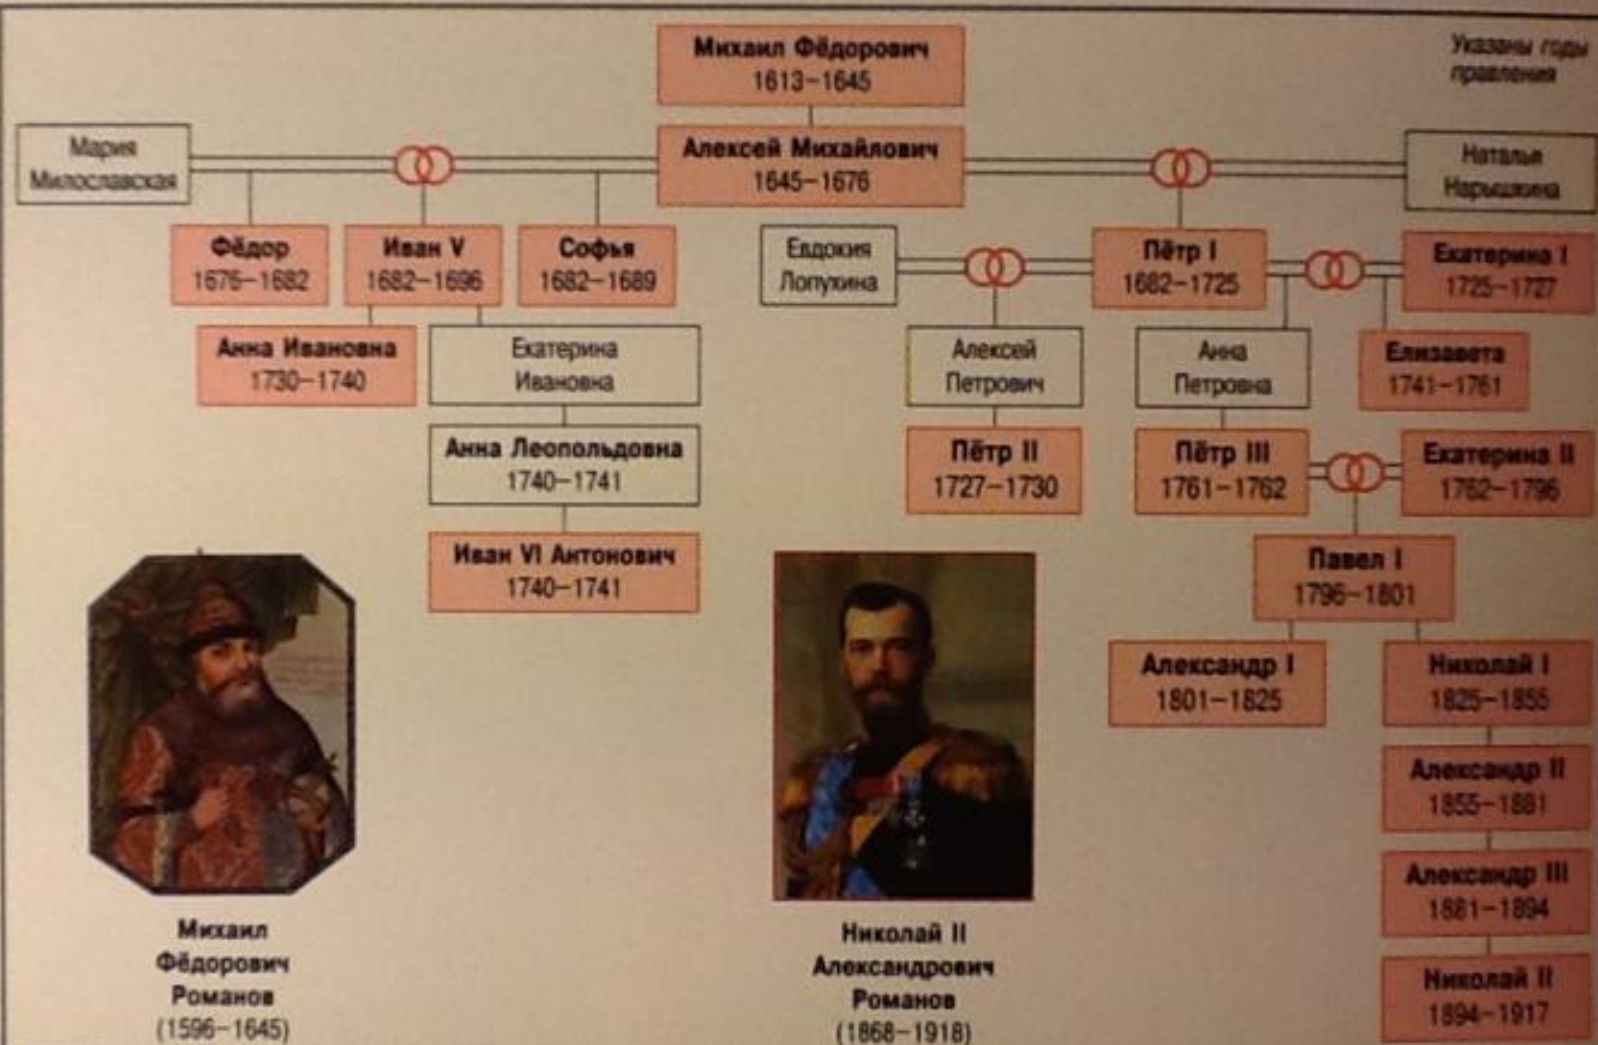 Михаил Фёдорович
1613–1645
Указаны годы
правления
Мария
Милославская
Алексей Михайлович
1645–1676
Наталья
Нарышкина
Фёдор
1676–1682
Иван V
1682–1696
Софья
1682–1689
Евдокия
Лопухина
Пётр I
1682–1725
Екатерина I
1725–1727
Анна Ивановна
1730–1740
Екатерина
Ивановна
Алексей
Петрович
Анна
Петровна
Елизавета
1741–1761
Анна Леопольдовна
1740–1741
Пётр II
1727–1730
Пётр III
1761–1762
Екатерина II
1762–1796
Иван VI Антонович
1740–1741
Павел I
1796–1801
Александр I
1801–1825
Николай I
1825–1855
Александр II
1855–1881
Александр III
1881–1894
Николай II
1894–1917
Михаил
Фёдорович
Романов
(1596–1645)
Николай II
Александрович
Романов
(1868–1918)